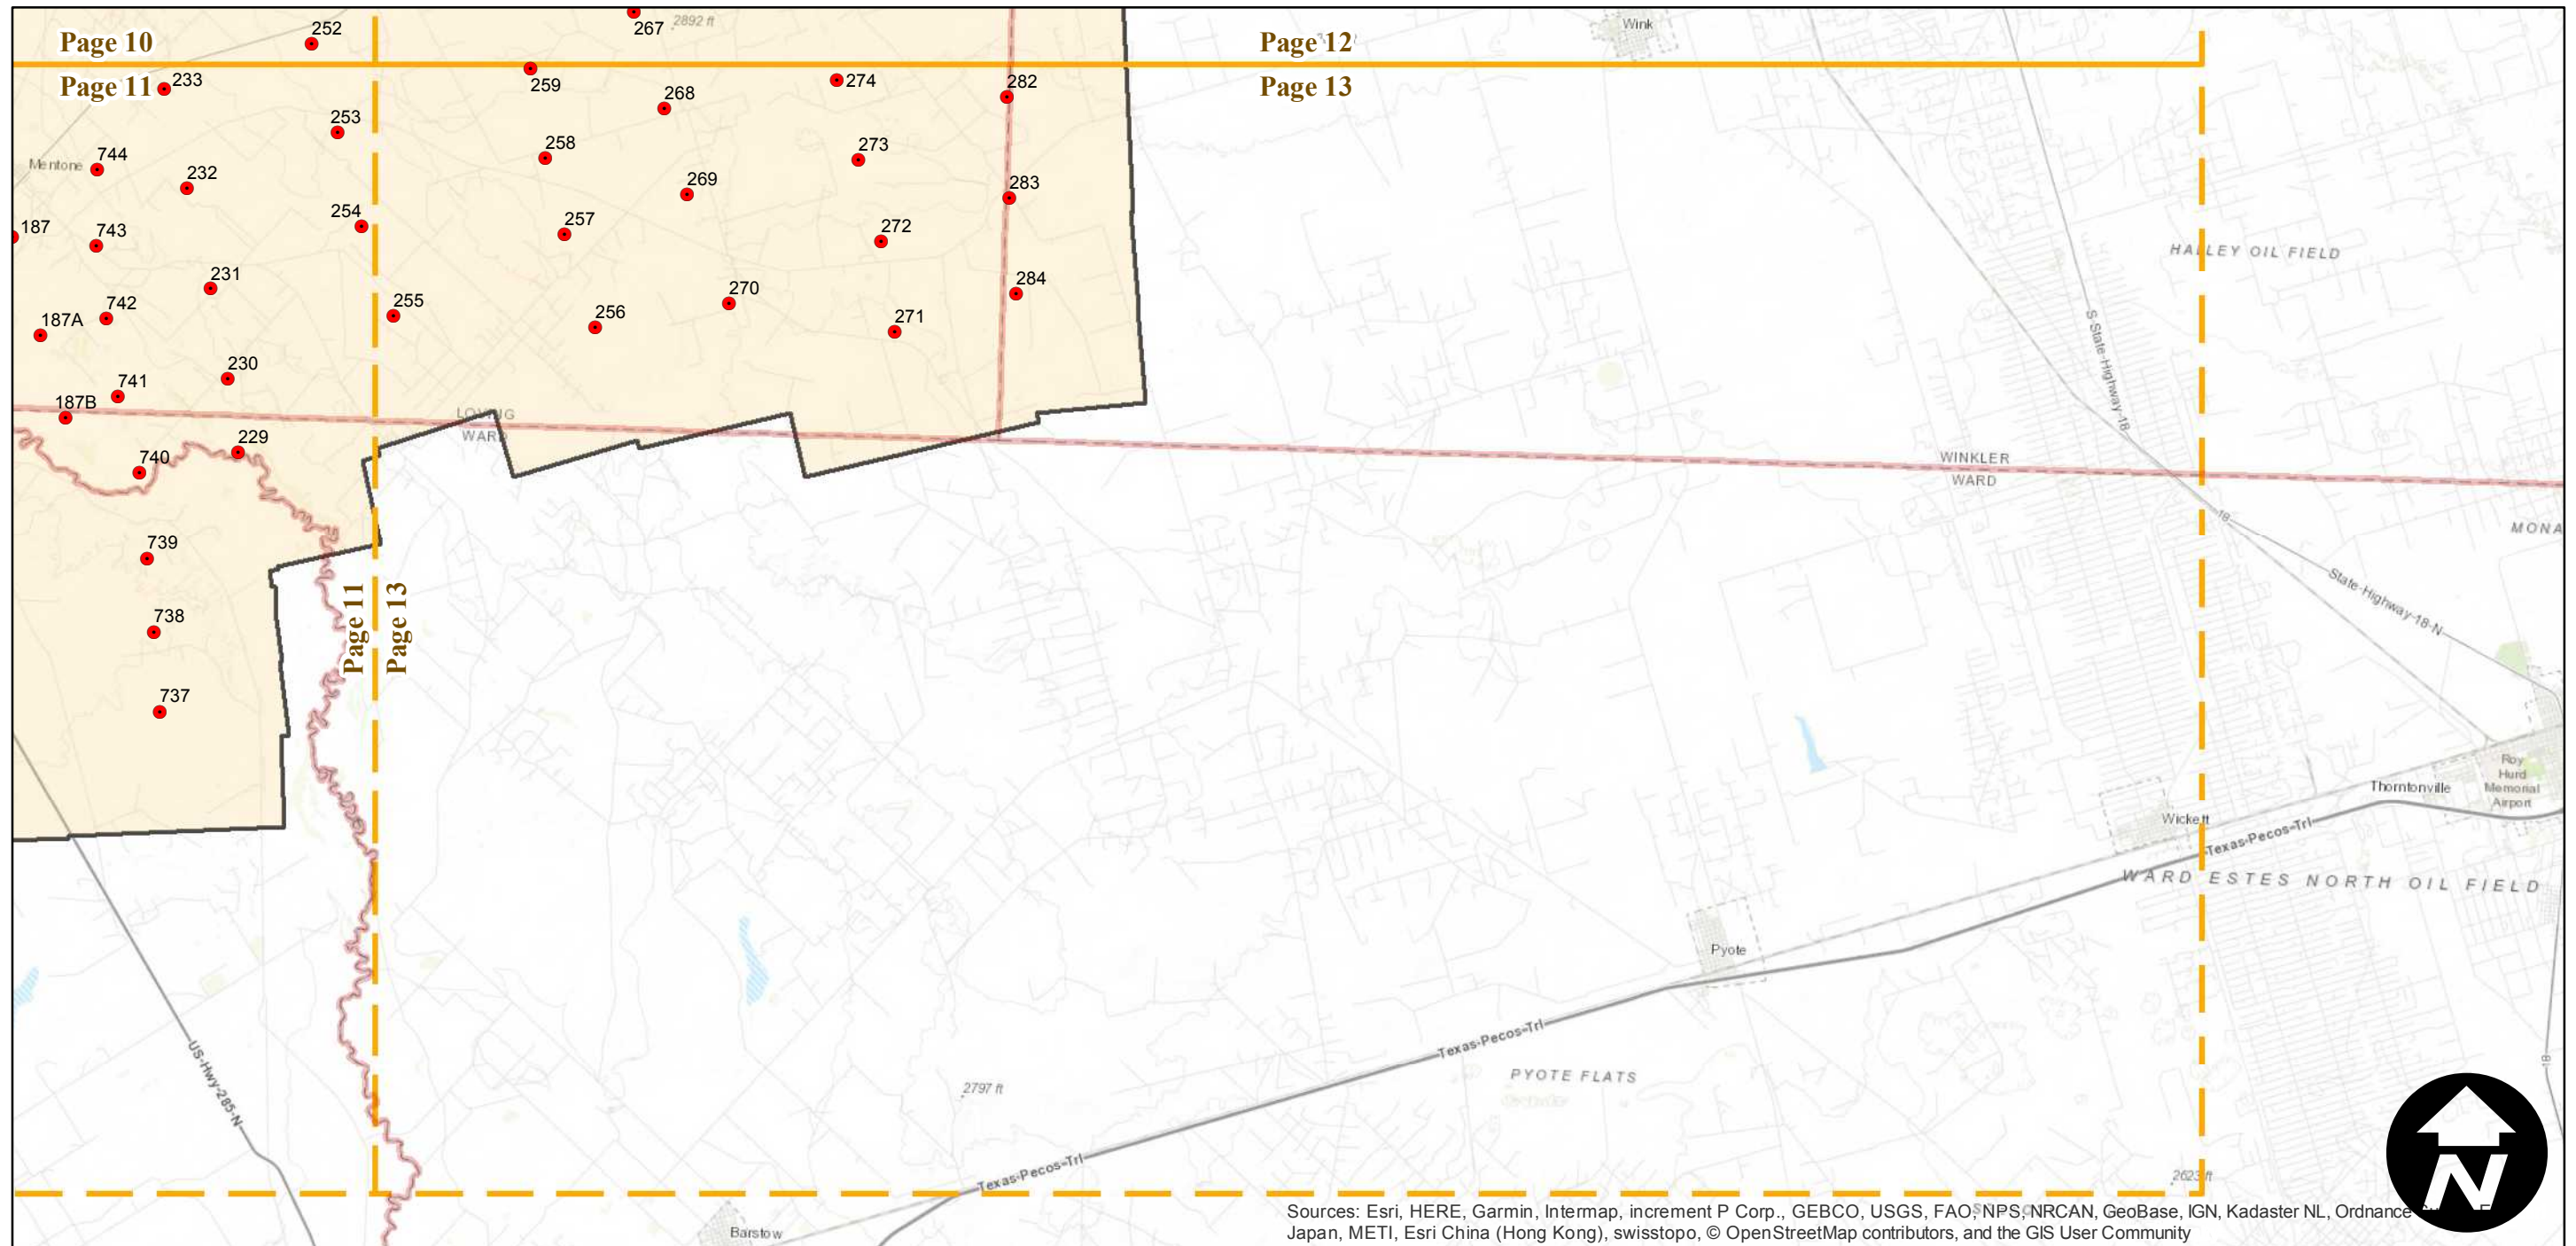 252
267
2892 ft
Wink
Page 10
Page 12
Page 11
233
259
268
274
282
Page 13
253
744
Mentone
232
258
269
273
283
254
187
743
257
272
231
742
187A
255
256
270
271
284
HALLEY OIL FIELD
S-State-Highway-18
230
741
187B
LOVING
WARD
229
740
WINKLER
WARD
18
MONA
739
State-Highway-18-N
738
Page 11
Page 13
737
Roy
Hurd
Memorial
Airport
Thorntonville
Wickett
Texas-Pecos-Trl
WARD ESTES NORTH OIL FIELD
Pyote
US-Hwy-285-N
Texas-Pecos-Trl
18
PYOTE FLATS
2797 ft
Texas-Pecos-Trl
2623 ft
N
Barstow
Sources: Esri, HERE, Garmin, Intermap, increment P Corp., GEBCO, USGS, FAO, NPS, NRCAN, GeoBase, IGN, Kadaster NL, Ordnance
Japan, METI, Esri China (Hong Kong), swisstopo, © OpenStreetMap contributors, and the GIS User Community